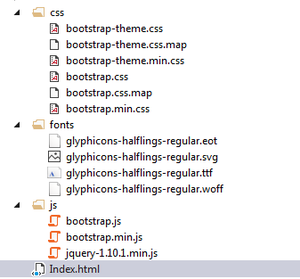 css
bootstrap-theme.css
bootstrap-theme.css.map
bootstrap-theme.min.css
bootstrap.css
bootstrap.css.map
bootstrap.min.css
fonts
glyphicons-halflings-regular.eot
glyphicons-halflings-regular.svg
glyphicons-halflings-regular.ttf
glyphicons-halflings-regular.woff
js
bootstrap.js
bootstrap.min.js
jquery-1.10.1.min.js
Index.html